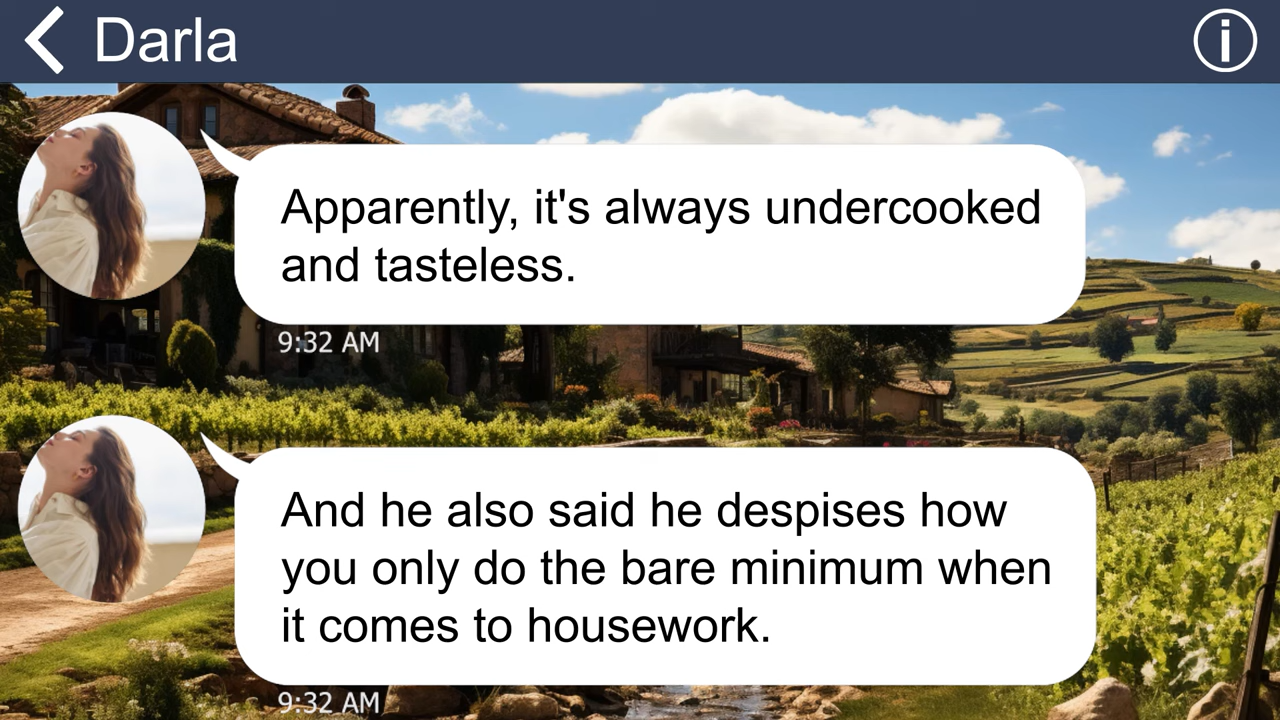 Darla
Apparently, it's always undercooked
and tasteless.
9:32 AM
And he also said he despises how
you only do the bare minimum when
it comes to housework.
9:32 AM